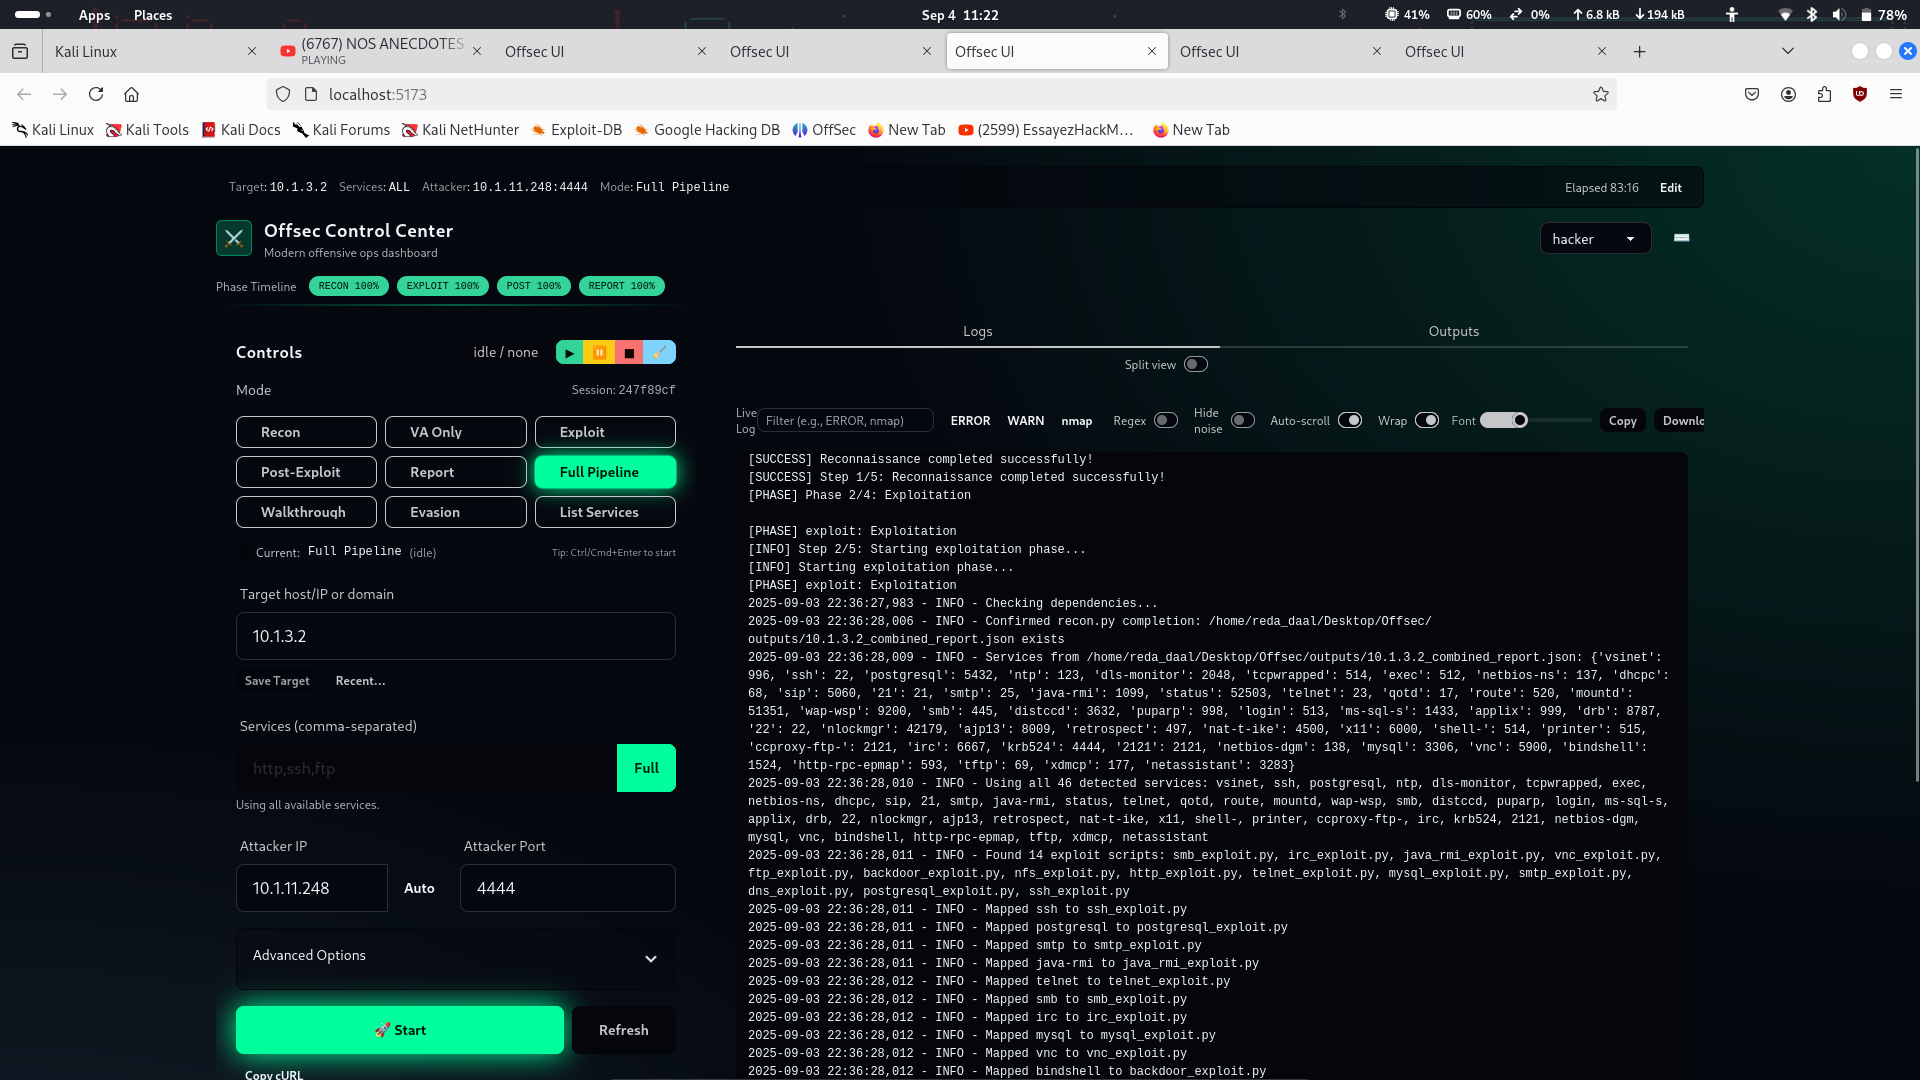 Apps Places Sep 4 11:22 41% 60% 0% 6.8 kB 194 kB 78%
Kali Linux (6767) NOS ANECDOTES Offsec UI Offsec UI Offsec UI Offsec UI Offsec UI
PLAYING
localhost:5173
Kali Linux Kali Tools Kali Docs Kali Forums Kali NetHunter Exploit-DB Google Hacking DB OffSec New Tab (2599) EssayezHackM… New Tab
Target: 10.1.3.2 Services: ALL Attacker: 10.1.11.248:4444 Mode: Full Pipeline Elapsed 83:16 Edit
Offsec Control Center
Modern offensive ops dashboard
hacker
Phase Timeline RECON 100% EXPLOIT 100% POST 100% REPORT 100%
Controls idle / none
Mode Session: 247f89cf
Recon VA Only Exploit
Post-Exploit Report Full Pipeline
Walkthrough Evasion List Services
Current: Full Pipeline (idle) Tip: Ctrl/Cmd+Enter to start
Target host/IP or domain
10.1.3.2
Save Target Recent...
Services (comma-separated)
http,ssh,ftp Full
Using all available services.
Attacker IP Attacker Port
10.1.11.248 Auto 4444
Advanced Options
🚀 Start Refresh
Copy cURL
Logs Outputs
Split view
Live Log Filter (e.g., ERROR, nmap) ERROR WARN nmap Regex Hide noise Auto-scroll Wrap Font Copy Downlo
[SUCCESS] Reconnaissance completed successfully!
[SUCCESS] Step 1/5: Reconnaissance completed successfully!
[PHASE] Phase 2/4: Exploitation
[PHASE] exploit: Exploitation
[INFO] Step 2/5: Starting exploitation phase...
[INFO] Starting exploitation phase...
[PHASE] exploit: Exploitation
2025-09-03 22:36:27,983 - INFO - Checking dependencies...
2025-09-03 22:36:28,006 - INFO - Confirmed recon.py completion: /home/reda_daal/Desktop/Offsec/
outputs/10.1.3.2_combined_report.json exists
2025-09-03 22:36:28,009 - INFO - Services from /home/reda_daal/Desktop/Offsec/outputs/10.1.3.2_combined_report.json: {'vsinet':
996, 'ssh': 22, 'postgresql': 5432, 'ntp': 123, 'dls-monitor': 2048, 'tcpwrapped': 514, 'exec': 512, 'netbios-ns': 137, 'dhcpc':
68, 'sip': 5060, '21': 21, 'smtp': 25, 'java-rmi': 1099, 'status': 52503, 'telnet': 23, 'qotd': 17, 'route': 520, 'mountd':
51351, 'wap-wsp': 9200, 'smb': 445, 'distccd': 3632, 'puparp': 998, 'login': 513, 'ms-sql-s': 1433, 'applix': 999, 'drb': 8787,
'22': 22, 'nlockmgr': 42179, 'ajp13': 8009, 'retrospect': 497, 'nat-t-ike': 4500, 'x11': 6000, 'shell-': 514, 'printer': 515,
'ccproxy-ftp-': 2121, 'irc': 6667, 'krb524': 4444, '2121': 2121, 'netbios-dgm': 138, 'mysql': 3306, 'vnc': 5900, 'bindshell':
1524, 'http-rpc-epmap': 593, 'tftp': 69, 'xdmcp': 177, 'netassistant': 3283}
2025-09-03 22:36:28,010 - INFO - Using all 46 detected services: vsinet, ssh, postgresql, ntp, dls-monitor, tcpwrapped, exec,
netbios-ns, dhcpc, sip, 21, smtp, java-rmi, status, telnet, qotd, route, mountd, wap-wsp, smb, distccd, puparp, login, ms-sql-s,
applix, drb, 22, nlockmgr, ajp13, retrospect, nat-t-ike, x11, shell-, printer, ccproxy-ftp-, irc, krb524, 2121, netbios-dgm,
mysql, vnc, bindshell, http-rpc-epmap, tftp, xdmcp, netassistant
2025-09-03 22:36:28,011 - INFO - Found 14 exploit scripts: smb_exploit.py, irc_exploit.py, java_rmi_exploit.py, vnc_exploit.py,
ftp_exploit.py, backdoor_exploit.py, nfs_exploit.py, http_exploit.py, telnet_exploit.py, mysql_exploit.py, smtp_exploit.py,
dns_exploit.py, postgresql_exploit.py, ssh_exploit.py
2025-09-03 22:36:28,011 - INFO - Mapped ssh to ssh_exploit.py
2025-09-03 22:36:28,011 - INFO - Mapped postgresql to postgresql_exploit.py
2025-09-03 22:36:28,011 - INFO - Mapped smtp to smtp_exploit.py
2025-09-03 22:36:28,011 - INFO - Mapped java-rmi to java_rmi_exploit.py
2025-09-03 22:36:28,012 - INFO - Mapped telnet to telnet_exploit.py
2025-09-03 22:36:28,012 - INFO - Mapped smb to smb_exploit.py
2025-09-03 22:36:28,012 - INFO - Mapped irc to irc_exploit.py
2025-09-03 22:36:28,012 - INFO - Mapped mysql to mysql_exploit.py
2025-09-03 22:36:28,012 - INFO - Mapped vnc to vnc_exploit.py
2025-09-03 22:36:28,012 - INFO - Mapped bindshell to backdoor_exploit.py